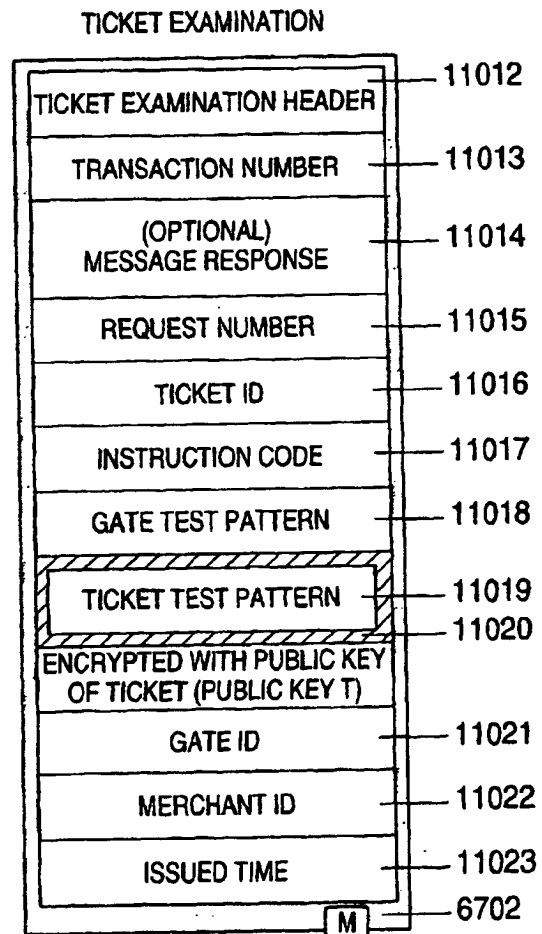 TICKET EXAMINATION
TICKET EXAMINATION HEADER 11012
TRANSACTION NUMBER 11013
(OPTIONAL)
MESSAGE RESPONSE 11014
REQUEST NUMBER 11015
TICKET ID 11016
INSTRUCTION CODE 11017
GATE TEST PATTERN 11018
TICKET TEST PATTERN 11019
11020
ENCRYPTED WITH PUBLIC KEY
OF TICKET (PUBLIC KEY T)
GATE ID 11021
MERCHANT ID 11022
ISSUED TIME 11023
M 6702